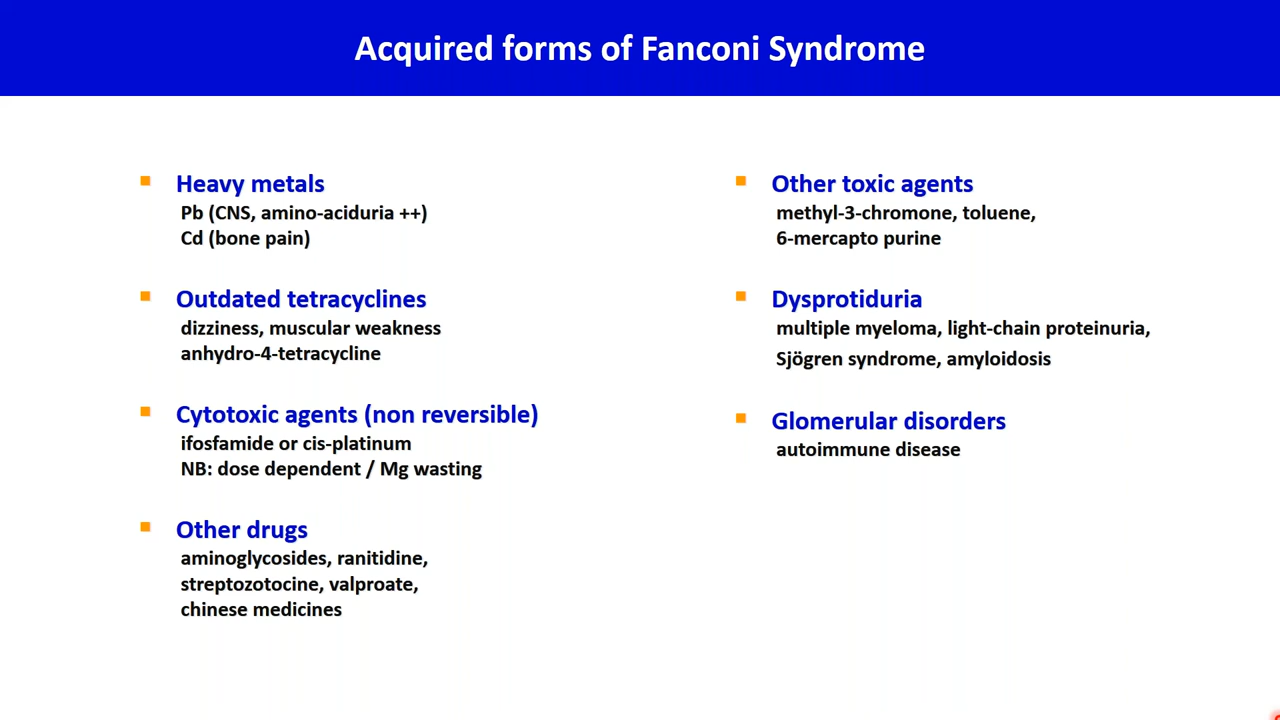 Acquired forms of Fanconi Syndrome
Heavy metals
Pb (CNS, amino-aciduria ++)
Cd (bone pain)
Outdated tetracyclines
dizziness, muscular weakness
anhydro-4-tetracycline
Cytotoxic agents (non reversible)
ifosfamide or cis-platinum
NB: dose dependent / Mg wasting
Other drugs
aminoglycosides, ranitidine,
streptozotocine, valproate,
chinese medicines
Other toxic agents
methyl-3-chromone, toluene,
6-mercapto purine
Dysprotiduria
multiple myeloma, light-chain proteinuria,
Sjögren syndrome, amyloidosis
Glomerular disorders
autoimmune disease